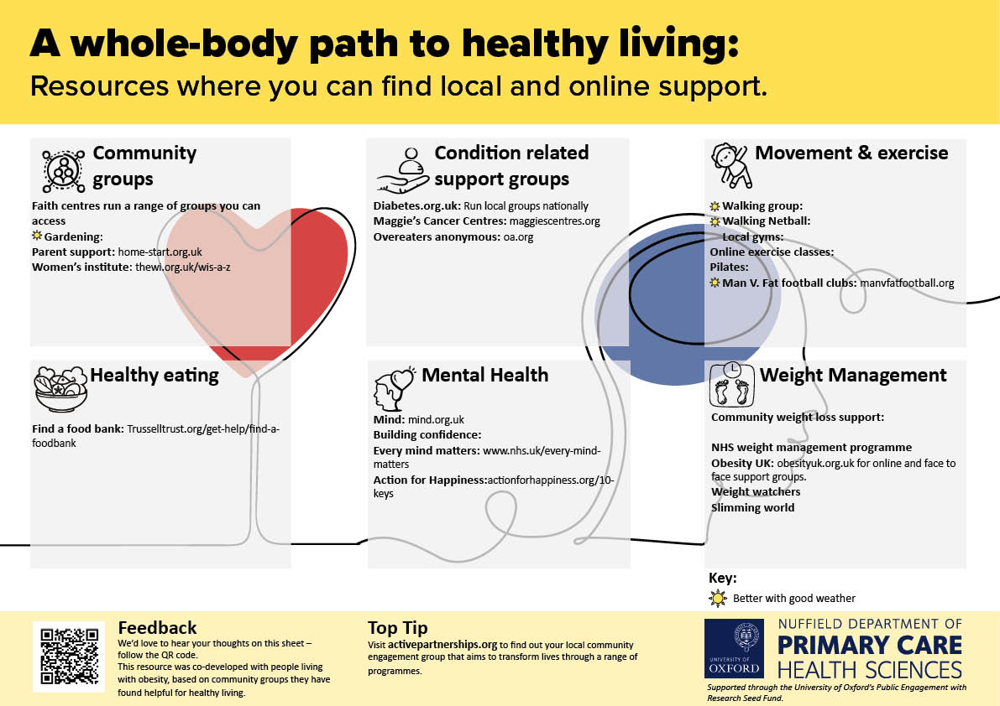 A whole-body path to healthy living:
Resources where you can find local and online support.
Community
groups
Faith centres run a range of groups you can
access
Gardening:
Parent support: home-start.org.uk
Women's institute: thewi.org.uk/wis-a-z
Condition related
support groups
Diabetes.org.uk: Run local groups nationally
Maggie's Cancer Centres: maggiescentres.org
Overeaters anonymous: oa.org
Movement & exercise
Walking group:
Walking Netball:
Local gyms:
Online exercise classes:
Pilates:
Man V. Fat football clubs: manvfatfootball.org
Healthy eating
Find a food bank: Trusselltrust.org/get-help/find-a-
foodbank
Mental Health
Mind: mind.org.uk
Building confidence:
Every mind matters: www.nhs.uk/every-mind-
matters
Action for Happiness:actionforhappiness.org/10-
keys
Weight Management
Community weight loss support:
NHS weight management programme
Obesity UK: obesityuk.org.uk for online and face to
face support groups.
Weight watchers
Slimming world
Key:
Better with good weather
Feedback
We'd love to hear your thoughts on this sheet –
follow the QR code.
This resource was co-developed with people living
with obesity, based on community groups they have
found helpful for healthy living.
Top Tip
Visit activepartnerships.org to find out your local community
engagement group that aims to transform lives through a range of
programmes.
UNIVERSITY OF
OXFORD
NUFFIELD DEPARTMENT OF
PRIMARY CARE
HEALTH SCIENCES
Supported through the University of Oxford's Public Engagement with
Research Seed Fund.